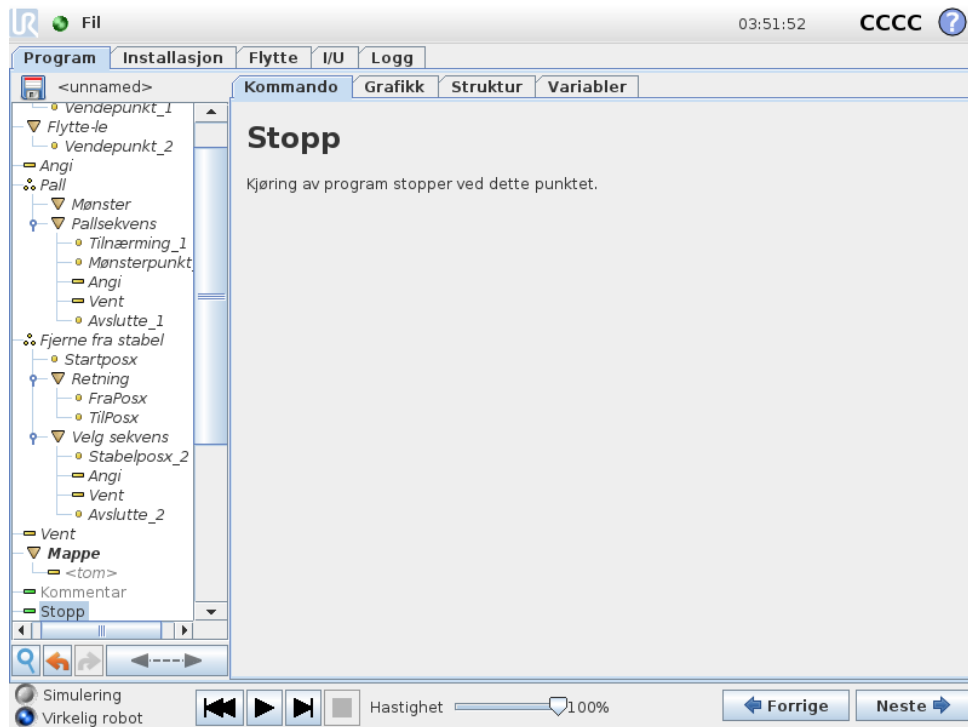 UR Fil 03:51:52 CCCC ?
Program Installasjon Flytte I/U Logg
<unnamed>
Kommando Grafikk Struktur Variabler
Vendepunkt_1
Flytte-le
Vendepunkt_2
Angi
Pall
Mønster
Pallsekvens
Tilnærming_1
Mønsterpunkt_
Angi
Vent
Avslutte_1
Fjerne fra stabel
Startposx
Retning
FraPosx
TilPosx
Velg sekvens
Stabelposx_2
Angi
Vent
Avslutte_2
Vent
Mappe
<tom>
Kommentar
Stopp
Stopp
Kjøring av program stopper ved dette punktet.
Simulering
Virkelig robot
Hastighet 100%
Forrige Neste